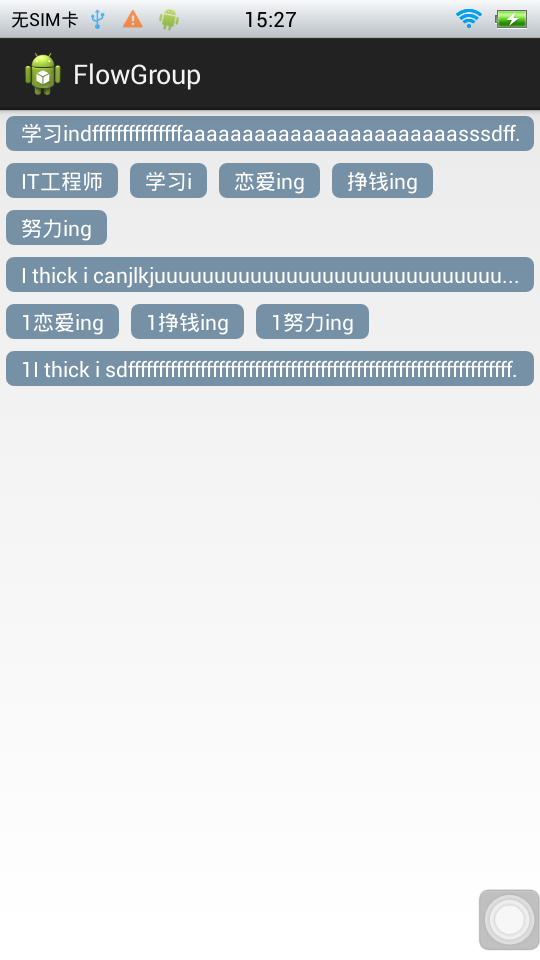 无SIM卡 15:27
FlowGroup
学习indfffffffffffffffaaaaaaaaaaaaaaaaaaaaaaasssdff.
IT工程师 学习i 恋爱ing 挣钱ing
努力ing
I thick i canjlkjuuuuuuuuuuuuuuuuuuuuuuuuuuuuu...
1恋爱ing 1挣钱ing 1努力ing
1I thick i sdffffffffffffffffffffffffffffffffffffffffffffffffffffffffffffffff.